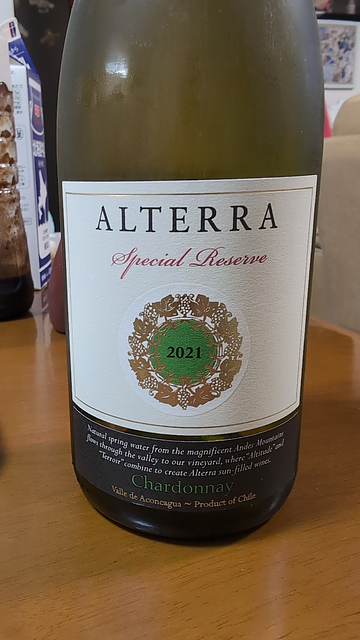 ALTERRA
Special Reserve
2021
Natural spring water from the magnificent Andes Mountains
flows through the valley to our vineyard, where "Altitude" and
"Terroir" combine to create Alterra sun-filled wines.
Chardonnay
Valle de Aconcagua ~ Product of Chile